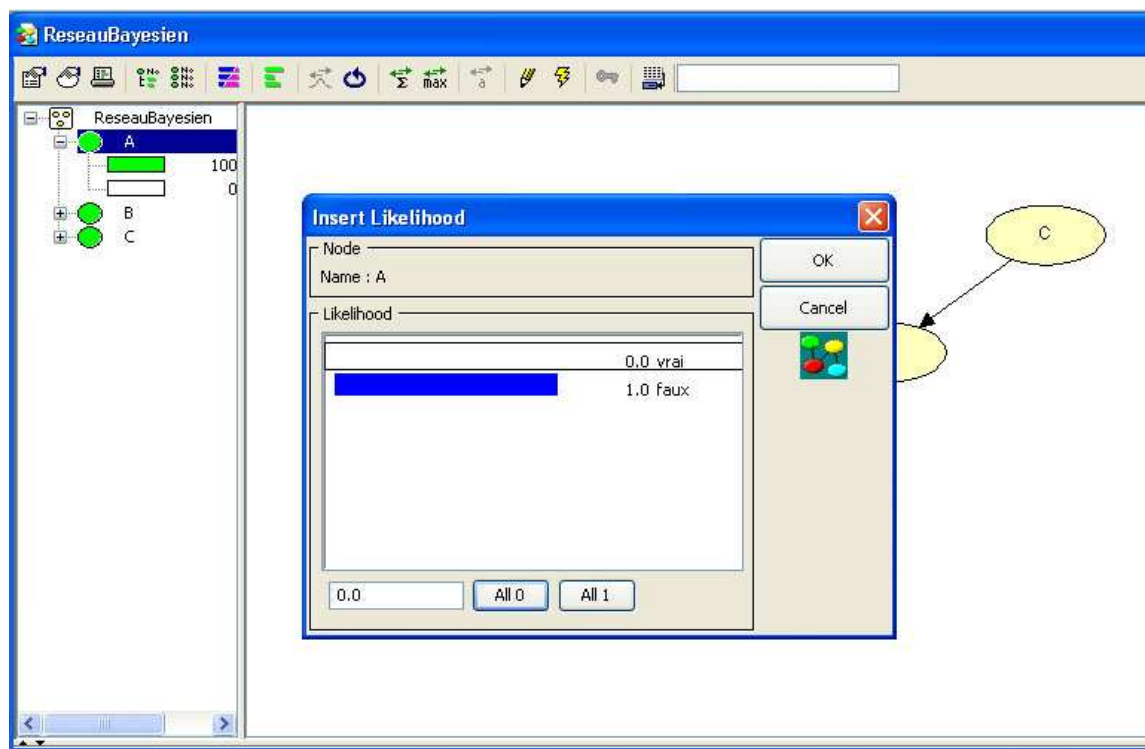 ReseauBayesien
Σ max a
ReseauBayesien
A
100
0
B
C
Insert Likelihood
Node
Name : A
OK
Cancel
Likelihood
0.0 vrai
1.0 faux
0.0 All 0 All 1
C